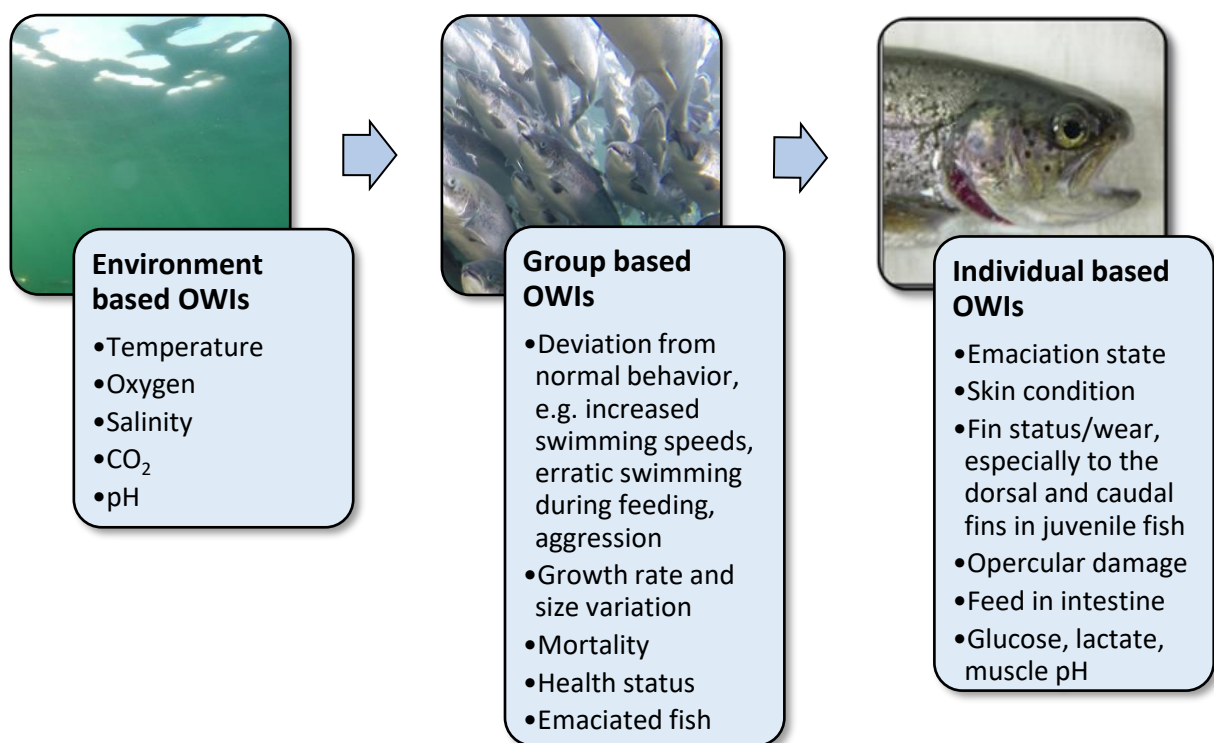 Environment
based OWIs
•Temperature
•Oxygen
•Salinity
•CO₂
•pH
Group based
OWIs
•Deviation from
normal behavior,
e.g. increased
swimming speeds,
erratic swimming
during feeding,
aggression
•Growth rate and
size variation
•Mortality
•Health status
•Emaciated fish
Individual based
OWIs
•Emaciation state
•Skin condition
•Fin status/wear,
especially to the
dorsal and caudal
fins in juvenile fish
•Opercular damage
•Feed in intestine
•Glucose, lactate,
muscle pH